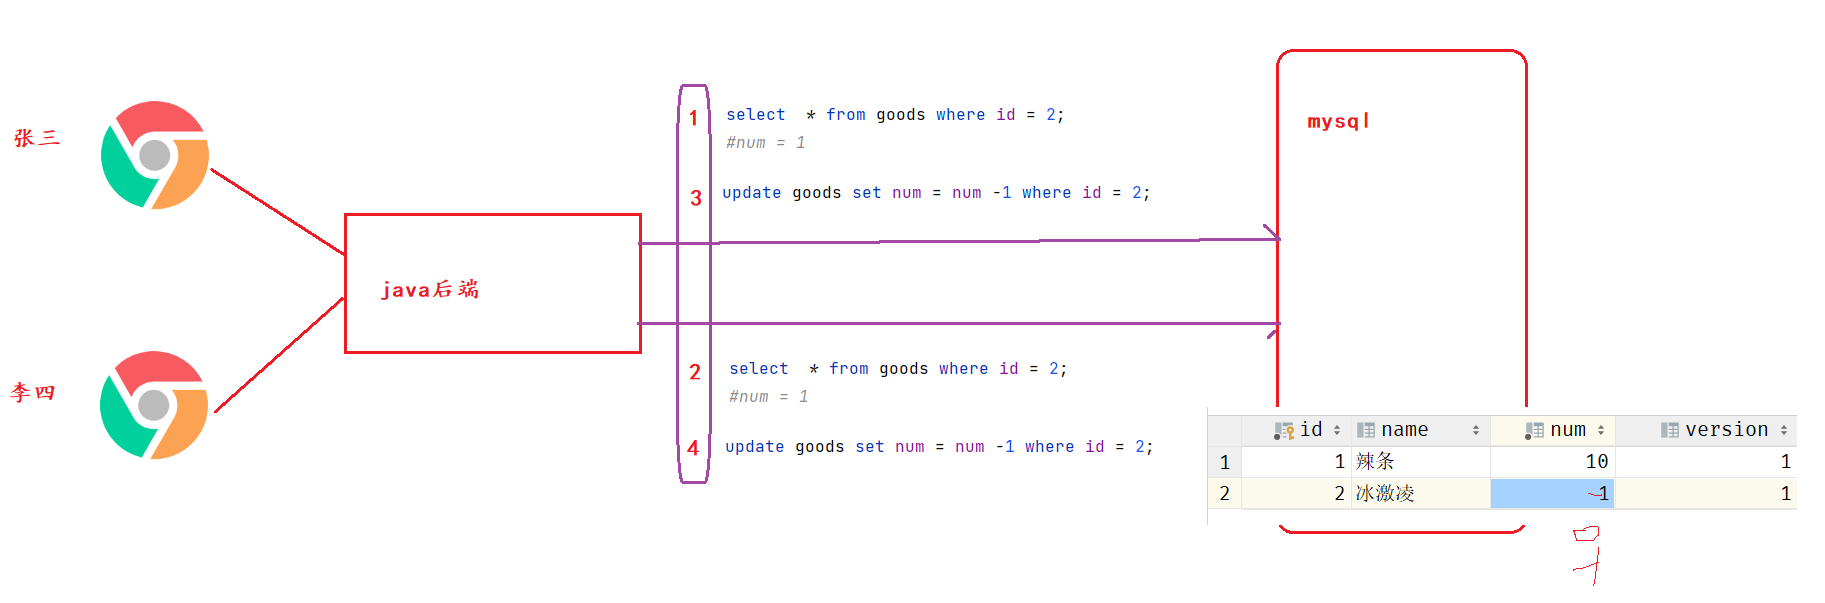 张三
李四
java后端
1 select * from goods where id = 2;
#num = 1
3 update goods set num = num -1 where id = 2;
2 select * from goods where id = 2;
#num = 1
4 update goods set num = num -1 where id = 2;
mysql
id name num version
1 1 辣条 10 1
2 2 冰激凌 -1 1
0
-1